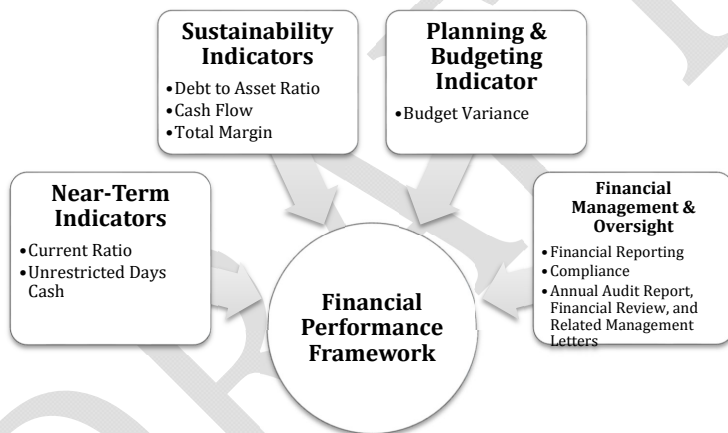 Sustainability
Indicators
•Debt to Asset Ratio
•Cash Flow
•Total Margin
Planning &
Budgeting
Indicator
•Budget Variance
Near-Term
Indicators
•Current Ratio
•Unrestricted Days
Cash
Financial
Management &
Oversight
•Financial Reporting
•Compliance
•Annual Audit Report,
Financial Review, and
Related Management
Letters
Financial
Performance
Framework